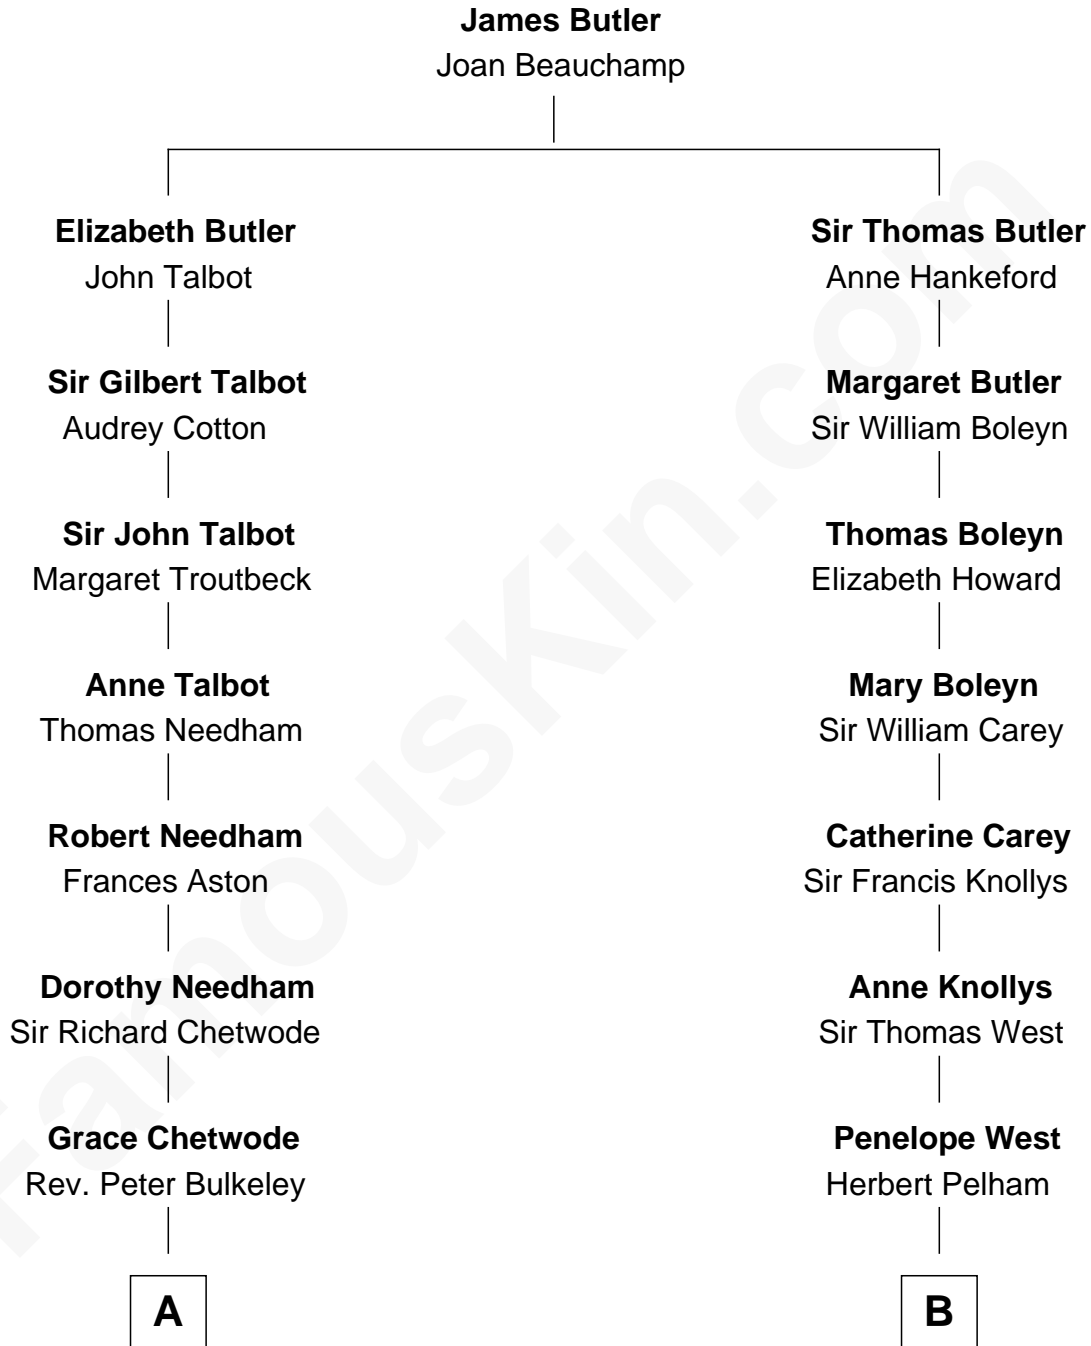 James Butler
Joan Beauchamp
Elizabeth Butler
John Talbot
Sir Thomas Butler
Anne Hankeford
Sir Gilbert Talbot
Audrey Cotton
Margaret Butler
Sir William Boleyn
Sir John Talbot
Margaret Troutbeck
Thomas Boleyn
Elizabeth Howard
Anne Talbot
Thomas Needham
Mary Boleyn
Sir William Carey
Robert Needham
Frances Aston
Catherine Carey
Sir Francis Knollys
Dorothy Needham
Sir Richard Chetwode
Anne Knollys
Sir Thomas West
Grace Chetwode
Rev. Peter Bulkeley
Penelope West
Herbert Pelham
A
B
FamousKin.com